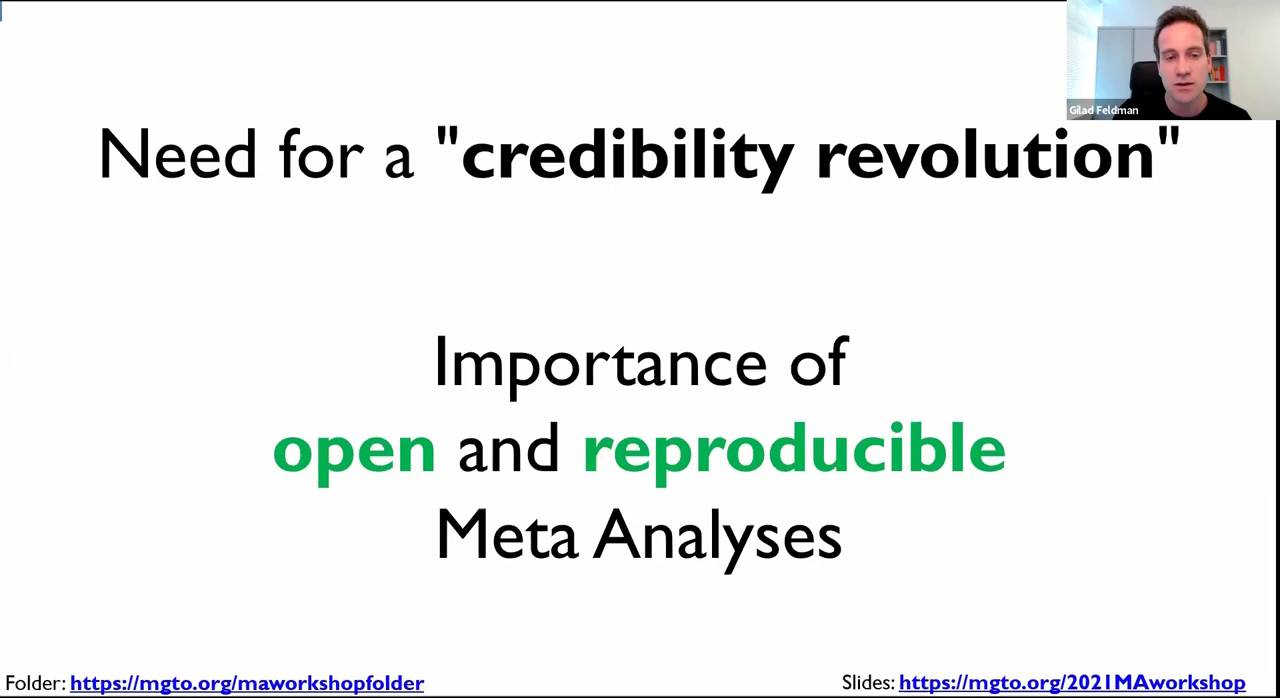 Gilad Feldman
Need for a "credibility revolution"
Importance of
open and reproducible
Meta Analyses
Folder: https://mgto.org/maworkshopfolder
Slides: https://mgto.org/2021MAworkshop